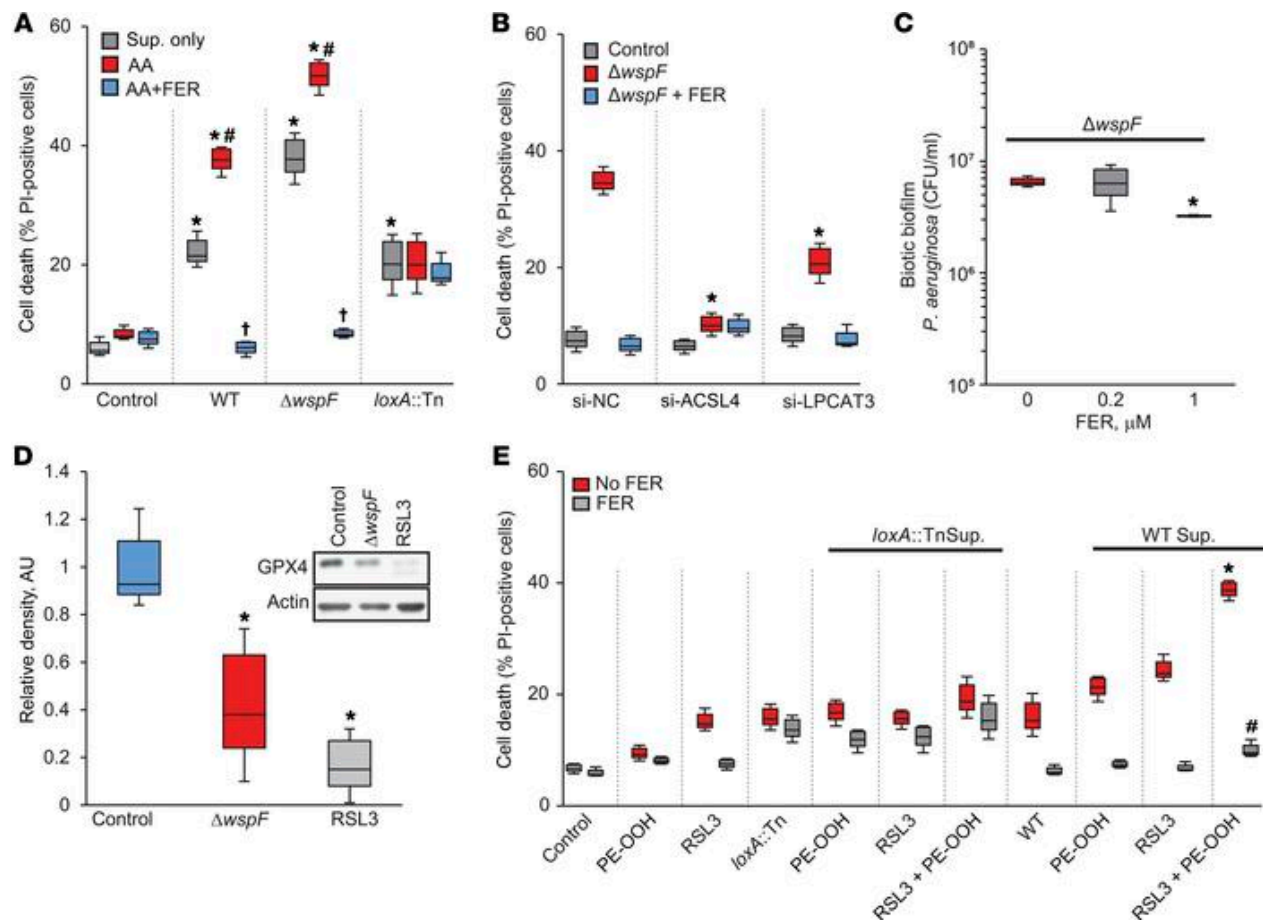 A
60
40
20
0
Cell death (% PI-positive cells)
Sup. only
AA
AA+FER
*
* #
†
*
* #
†
*
Control
WT
ΔwspF
loxA::Tn
B
60
40
20
0
Cell death (% PI-positive cells)
Control
ΔwspF
ΔwspF + FER
*
*
si-NC
si-ACSL4
si-LPCAT3
C
10⁸
10⁷
10⁶
10⁵
Biotic biofilm
P. aeruginosa (CFU/ml)
ΔwspF
*
0
0.2
1
FER, μM
D
1.4
1.2
1
0.8
0.6
0.4
0.2
0
Relative density, AU
Control
ΔwspF
RSL3
GPX4
Actin
*
*
Control
ΔwspF
RSL3
E
60
40
20
0
Cell death (% PI-positive cells)
No FER
FER
loxA::TnSup.
WT Sup.
*
#
Control
PE-OOH
RSL3
loxA::Tn
PE-OOH
RSL3
RSL3 + PE-OOH
WT
PE-OOH
RSL3
RSL3 + PE-OOH